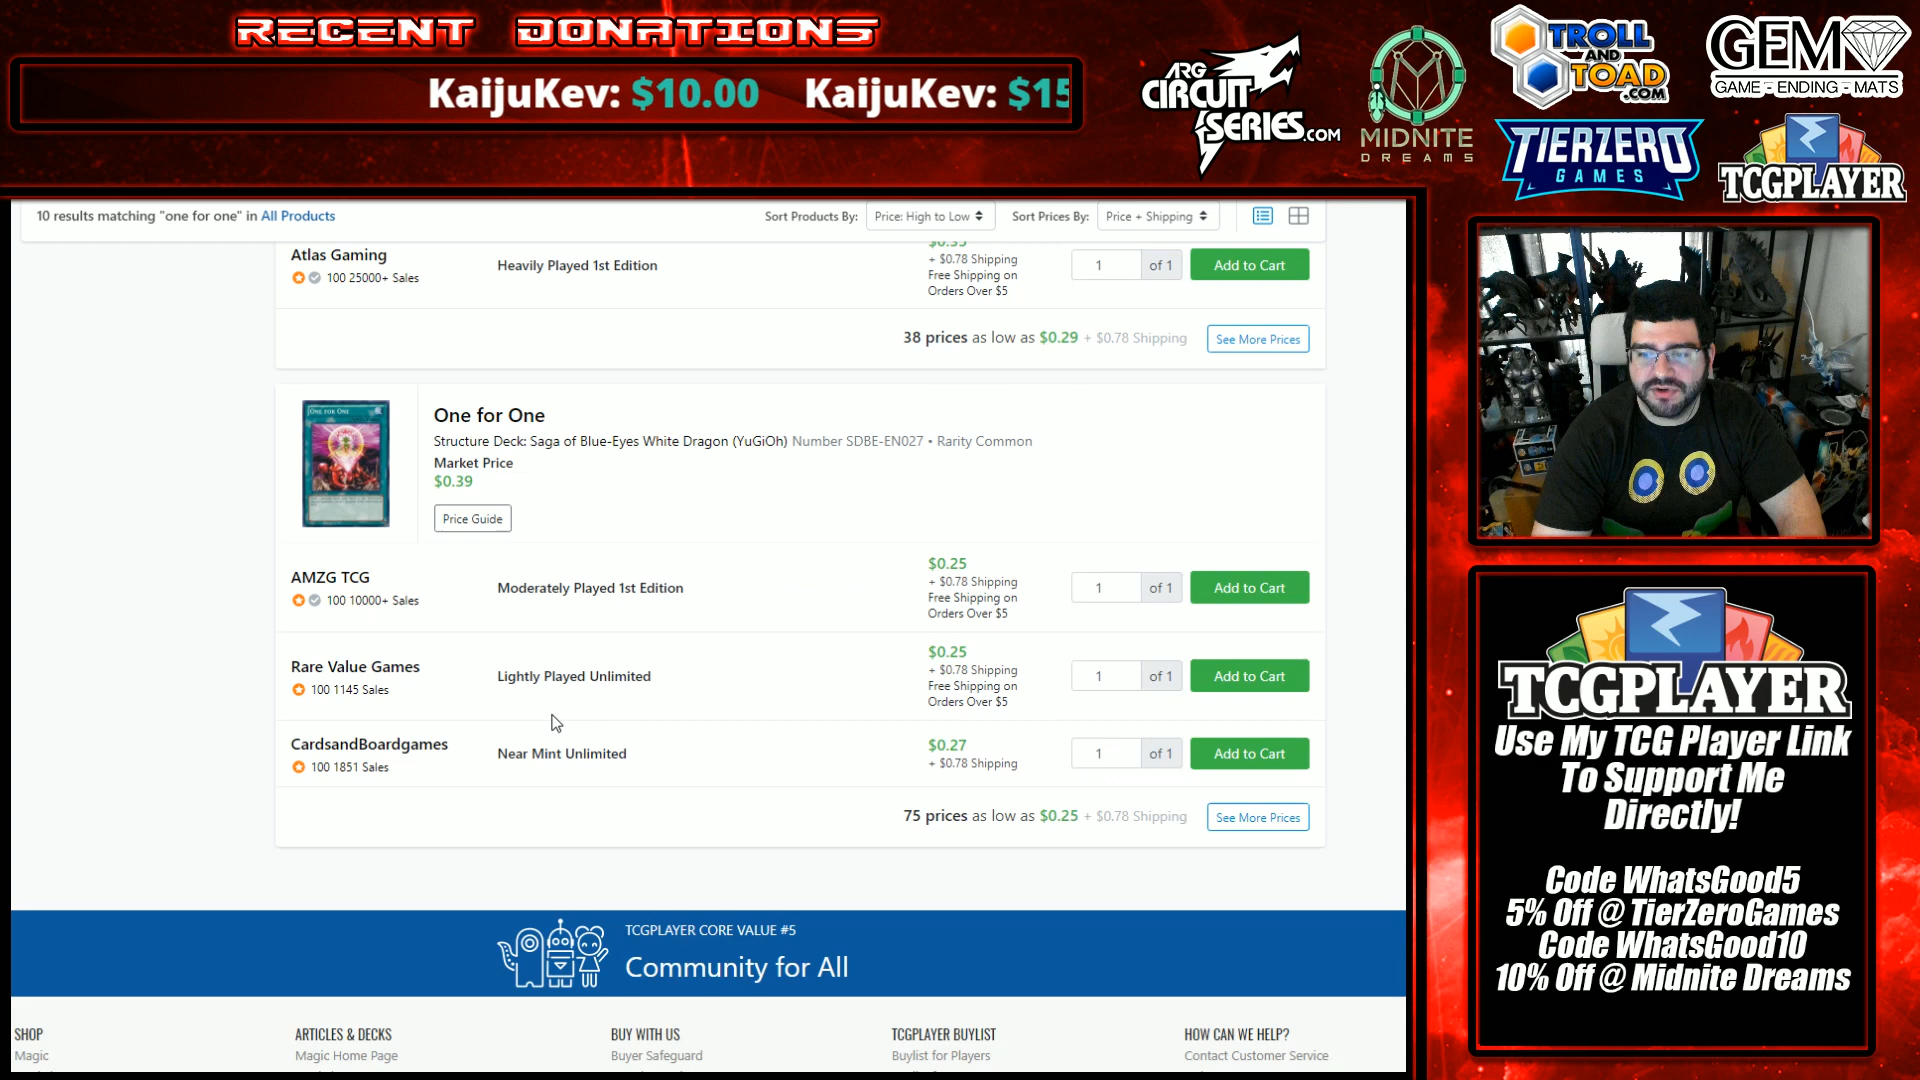 RECENT DONATIONS
KaijuKev: $10.00 KaijuKev: $15
ARG
CIRCUIT
SERIES.COM
MIDNITE
DREAMS
TROLL
AND
TOAD
.COM
GEM
GAME - ENDING - MATS
TIERZERO
GAMES
TCGPLAYER
10 results matching "one for one" in All Products
Sort Products By: Price: High to Low
Sort Prices By: Price + Shipping
Atlas Gaming
100 25000+ Sales
Heavily Played 1st Edition
$0.35
+ $0.78 Shipping
Free Shipping on
Orders Over $5
1 of 1 Add to Cart
38 prices as low as $0.29 + $0.78 Shipping See More Prices
ONE FOR ONE
One for One
Structure Deck: Saga of Blue-Eyes White Dragon (YuGiOh) Number SDBE-EN027 • Rarity Common
Market Price
$0.39
Price Guide
AMZG TCG
100 10000+ Sales
Moderately Played 1st Edition
$0.25
+ $0.78 Shipping
Free Shipping on
Orders Over $5
1 of 1 Add to Cart
Rare Value Games
100 1145 Sales
Lightly Played Unlimited
$0.25
+ $0.78 Shipping
Free Shipping on
Orders Over $5
1 of 1 Add to Cart
CardsandBoardgames
100 1851 Sales
Near Mint Unlimited
$0.27
+ $0.78 Shipping
1 of 1 Add to Cart
75 prices as low as $0.25 + $0.78 Shipping See More Prices
TCGPLAYER CORE VALUE #5
Community for All
SHOP
Magic
ARTICLES & DECKS
Magic Home Page
BUY WITH US
Buyer Safeguard
TCGPLAYER BUYLIST
Buylist for Players
HOW CAN WE HELP?
Contact Customer Service
TCGPLAYER
Use My TCG Player Link
To Support Me
Directly!
Code WhatsGood5
5% Off @ TierZeroGames
Code WhatsGood10
10% Off @ Midnite Dreams